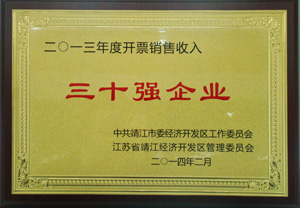 二〇一三年度开票销售收入
三十强企业
中共靖江市委经济开发区工作委员会
江苏省靖江经济开发区管理委员会
二〇一四年二月